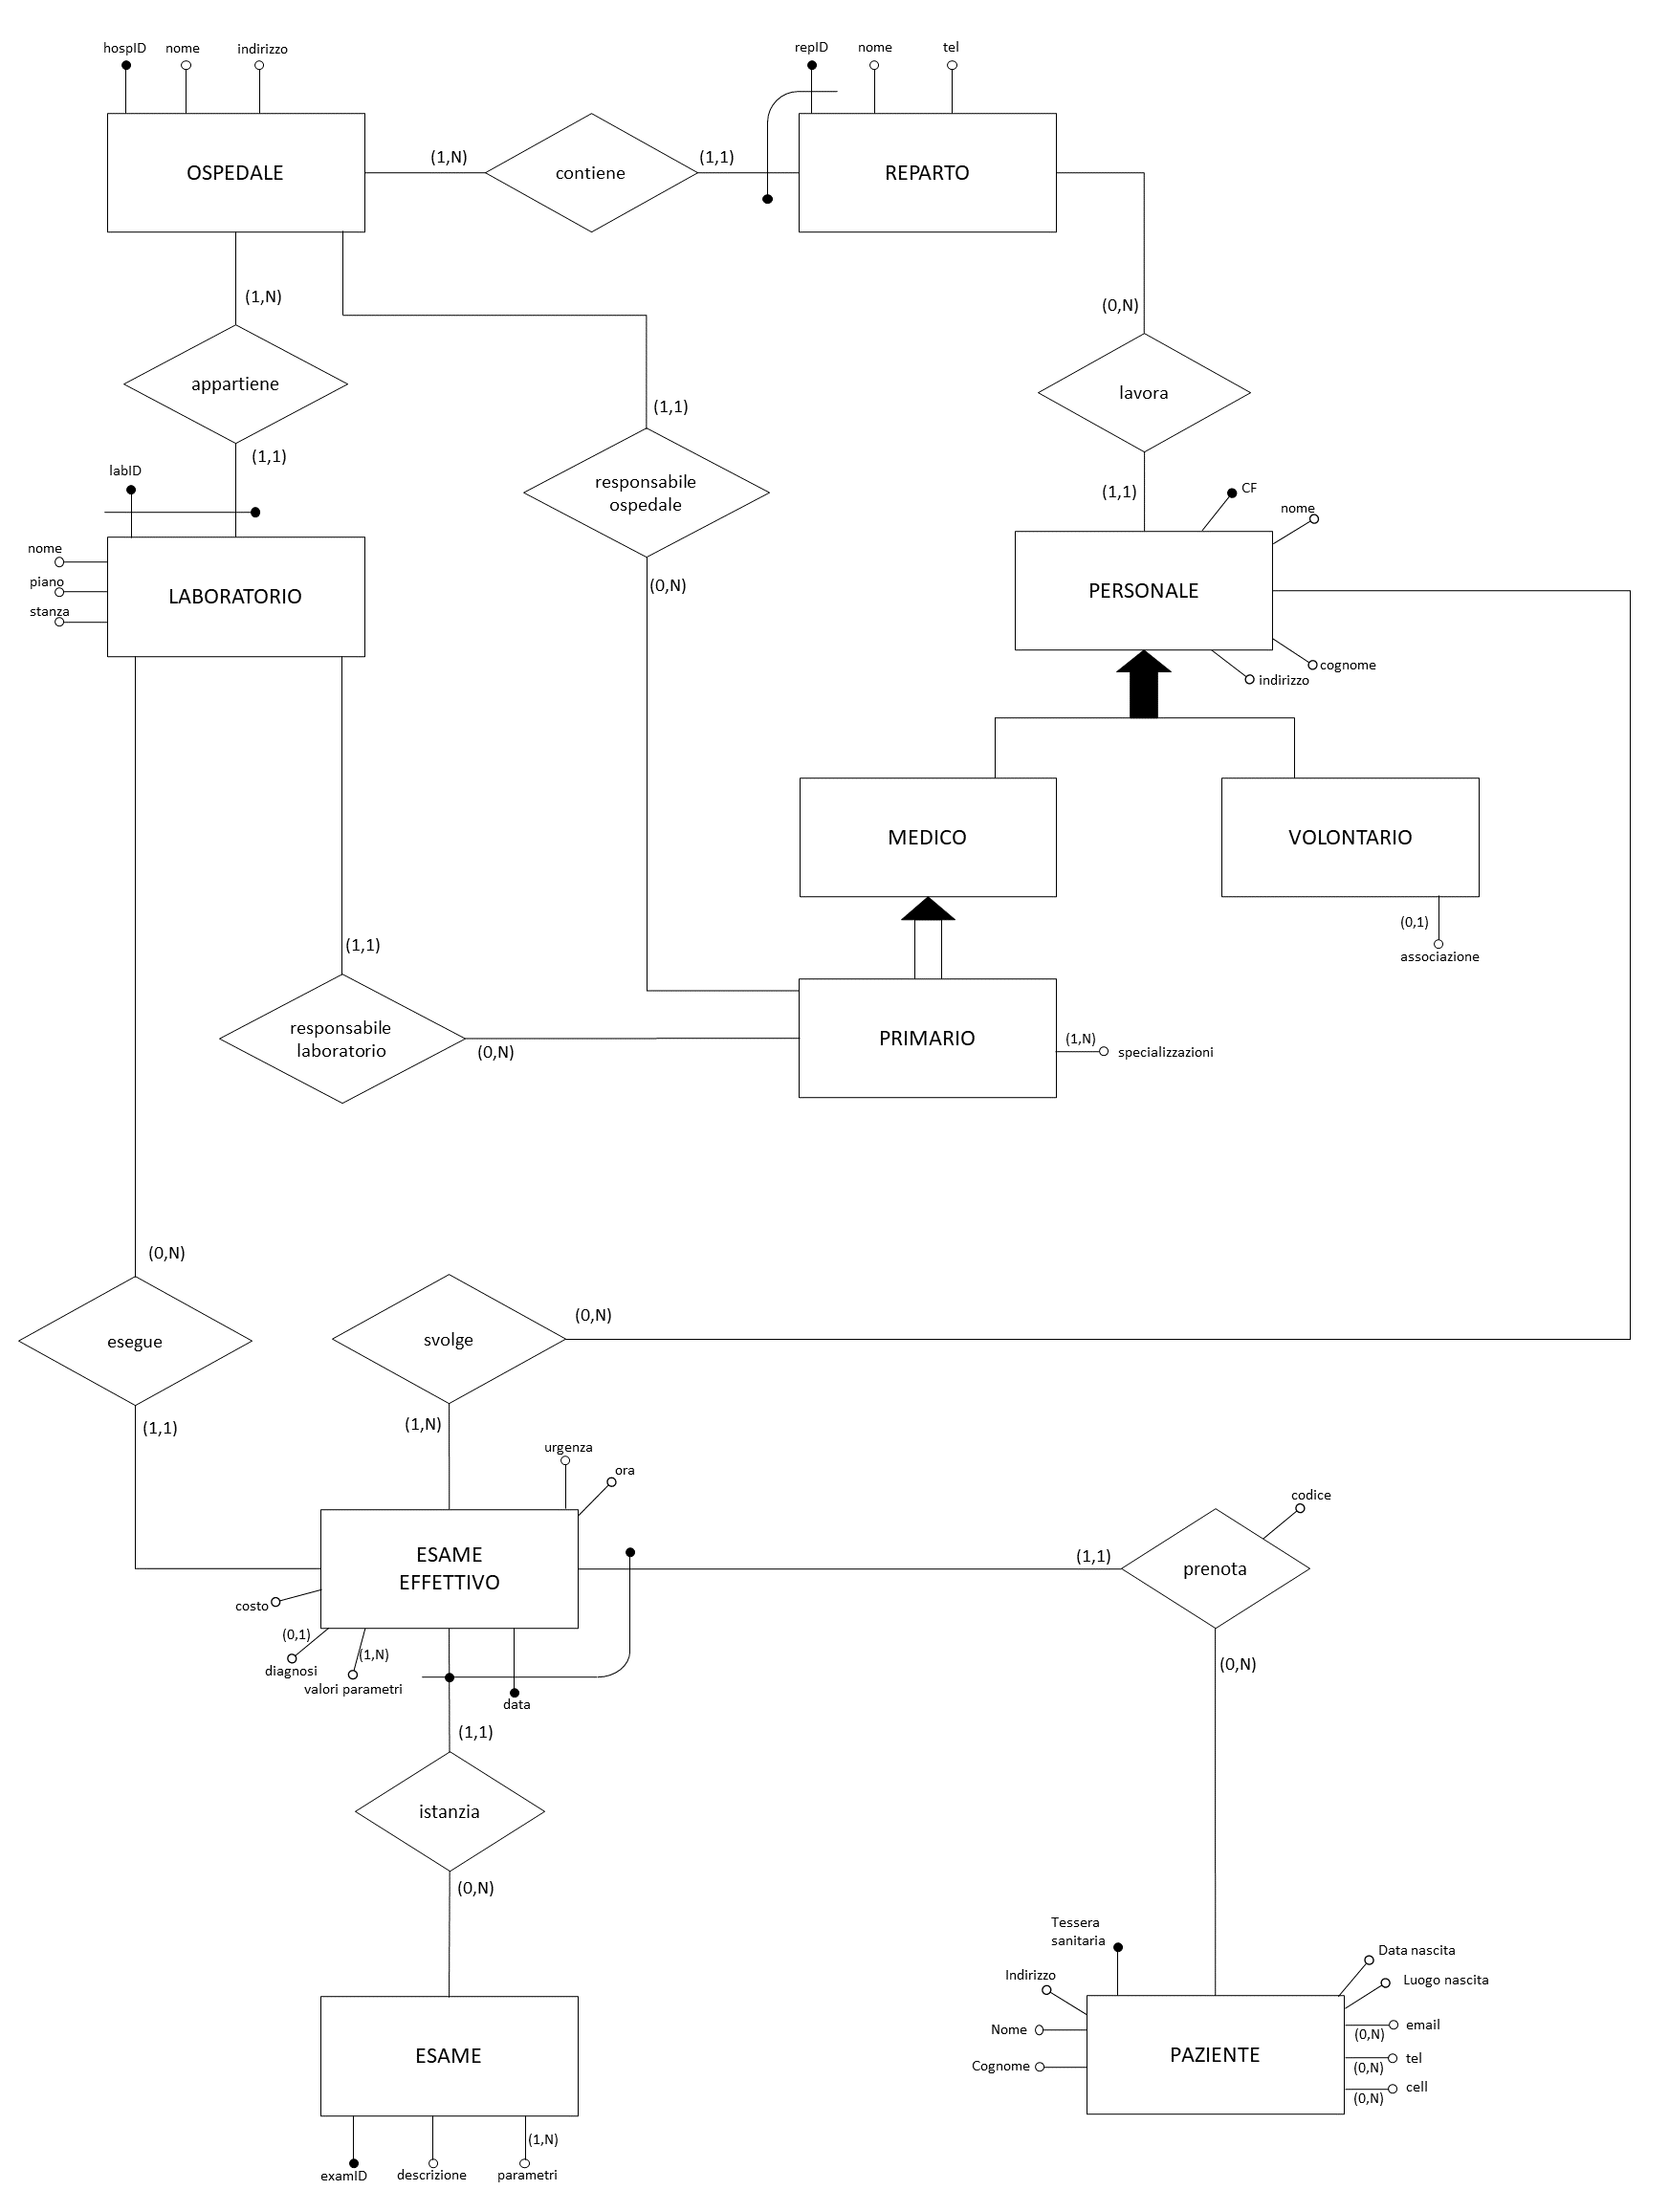 hospID nome indirizzo
repID nome tel
OSPEDALE
(1,N)
contiene
(1,1)
REPARTO
(1,N)
(0,N)
appartiene
(1,1)
lavora
(1,1)
labID
responsabile
ospedale
(1,1)
CF
nome
nome
piano
stanza
LABORATORIO
(0,N)
PERSONALE
cognome
indirizzo
MEDICO
VOLONTARIO
(0,1)
associazione
(1,1)
responsabile
laboratorio
(0,N)
PRIMARIO
(1,N)
specializzazioni
(0,N)
esegue
(1,1)
svolge
(0,N)
(1,N)
urgenza
ora
codice
ESAME
EFFETTIVO
(1,1)
prenota
costo
(0,1)
diagnosi
(1,N)
valori parametri
data
(0,N)
(1,1)
istanzia
(0,N)
Tessera
sanitaria
Data nascita
Indirizzo
Luogo nascita
Nome
email
(0,N)
ESAME
PAZIENTE
Cognome
tel
(0,N)
cell
(0,N)
(1,N)
examID descrizione parametri